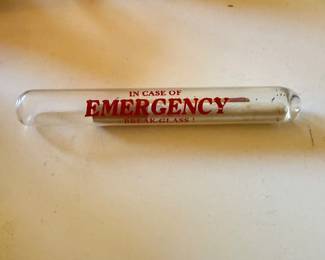 IN CASE OF
EMERGENCY
BREAK GLASS!